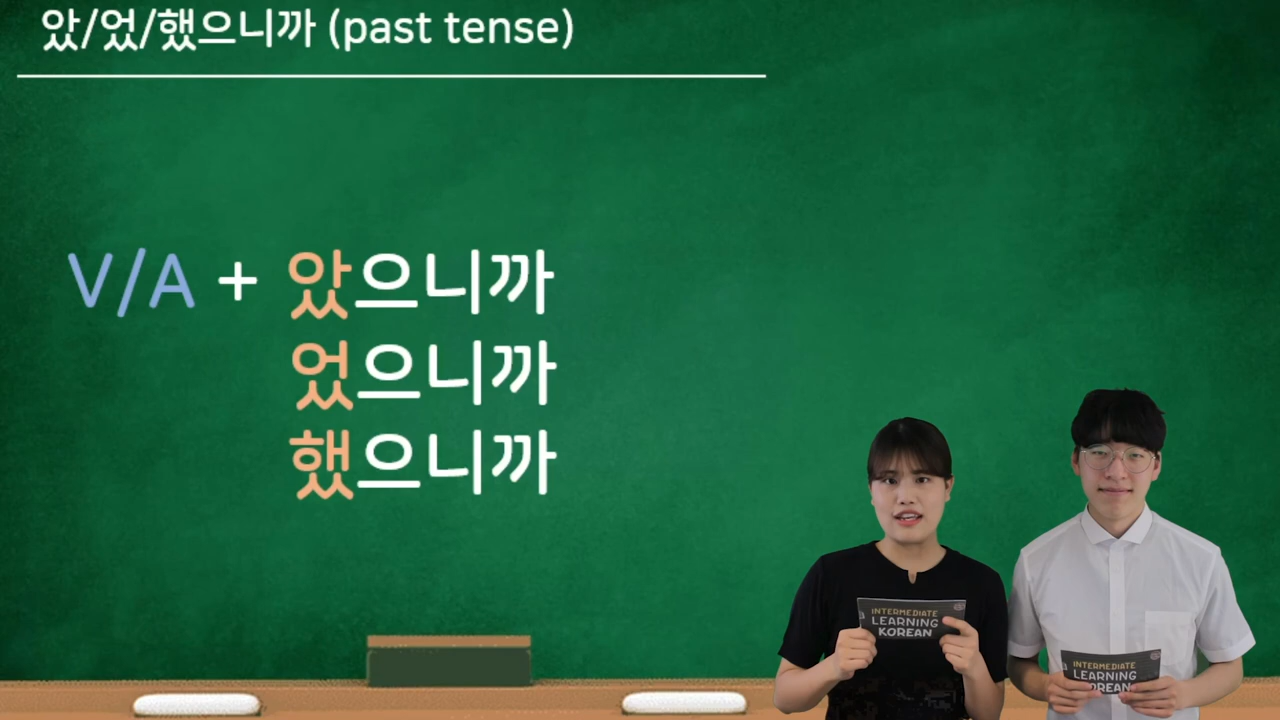 았/었/했으니까 (past tense)
V/A + 았으니까
었으니까
했으니까
INTERMEDIATE
LEARNING
KOREAN
INTERMEDIATE
LEARNING
KOREAN